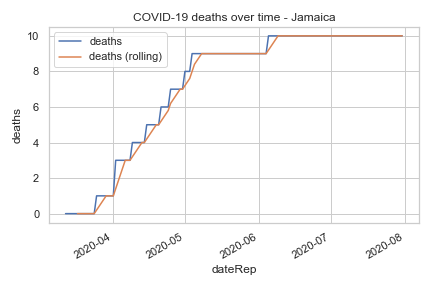 COVID-19 deaths over time - Jamaica
deaths
deaths (rolling)
10
8
6
4
2
0
deaths
2020-04
2020-05
2020-06
2020-07
2020-08
dateRep